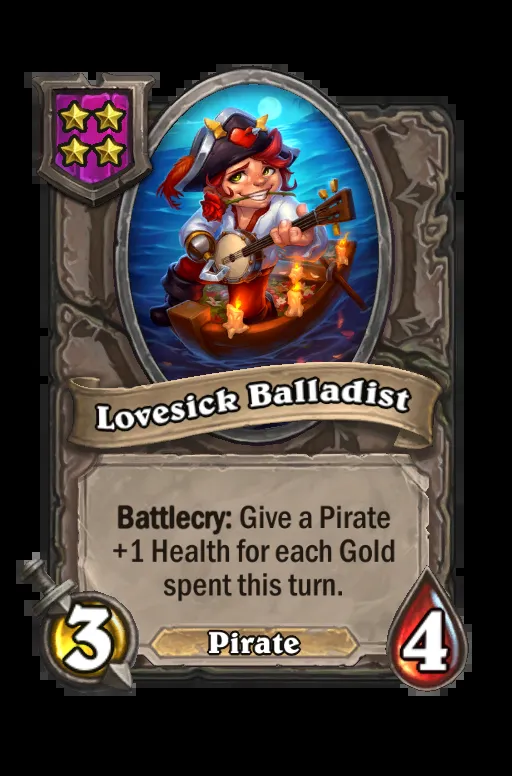 Lovesick Balladist
Battlecry: Give a Pirate
+1 Health for each Gold
spent this turn.
3
Pirate
4